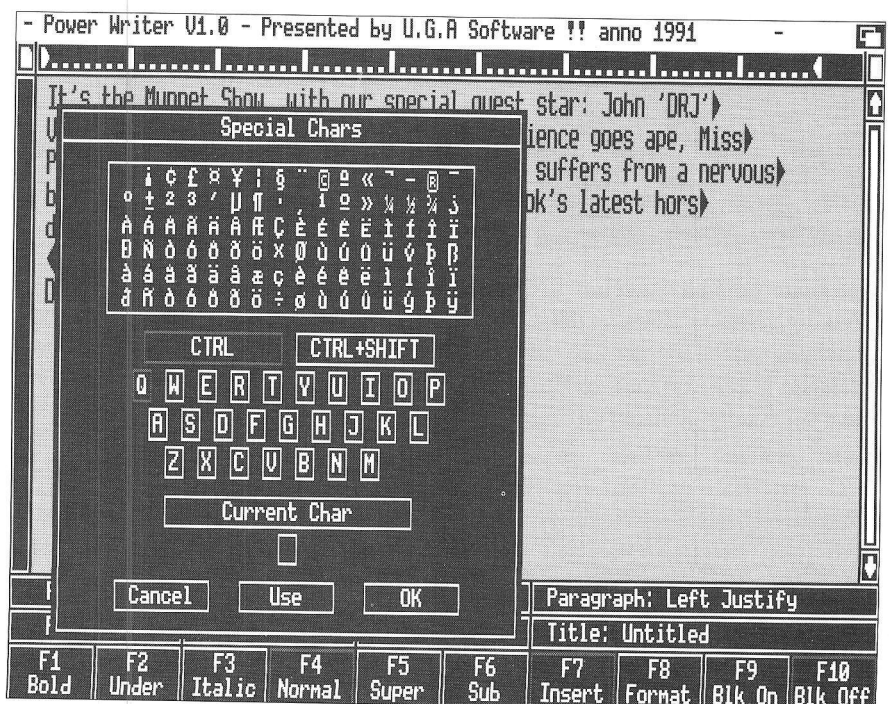 - Power Writer V1.0 - Presented by U.G.A Software !! anno 1991 -
It's the Muppet Show, with our special guest star: John 'DRJ'
ience goes ape, Miss
suffers from a nervous
ok's latest hors
Special Chars
¡ ¢ £ ¤ ¥ ¦ § ¨ © ª « ¬ - ® ¯
° ± ² ³ ´ µ ¶ · ¸ ¹ º » ¼ ½ ¾ ¿
À Á Â Ã Ä Å Æ Ç È É Ê Ë Ì Í Î Ï
Ð Ñ Ò Ó Ô Õ Ö × Ø Ù Ú Û Ü Ý Þ ß
à á â ã ä å æ ç è é ê ë ì í î ï
ð ñ ò ó ô õ ö ÷ ø ù ú û ü ý þ ÿ
CTRL CTRL+SHIFT
Q W E R T Y U I O P
A S D F G H J K L
Z X C V B N M
Current Char
Cancel Use OK
Paragraph: Left Justify
Title: Untitled
F1 F2 F3 F4 F5 F6 F7 F8 F9 F10
Bold Under Italic Normal Super Sub Insert Format Blk On Blk Off